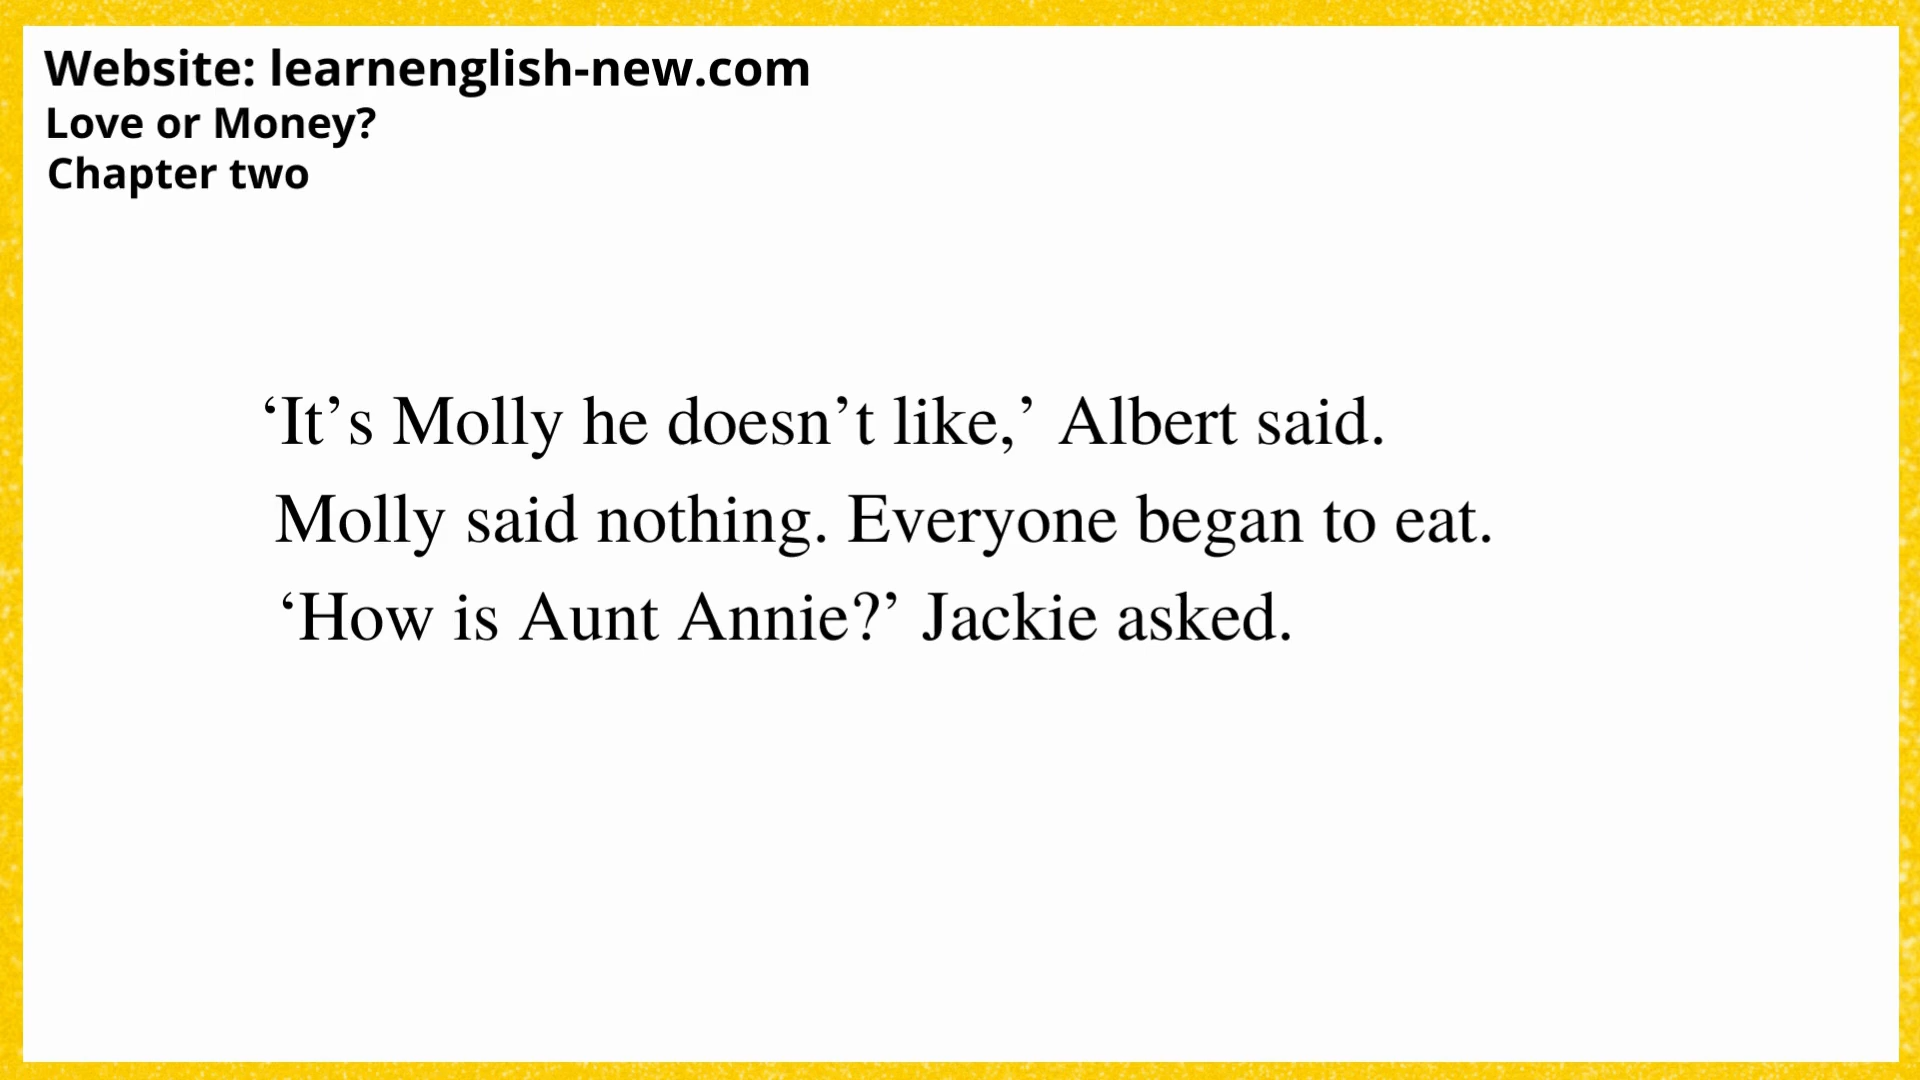 Website: learnenglish-new.com
Love or Money?
Chapter two
‘It’s Molly he doesn’t like,’ Albert said.
Molly said nothing. Everyone began to eat.
‘How is Aunt Annie?’ Jackie asked.